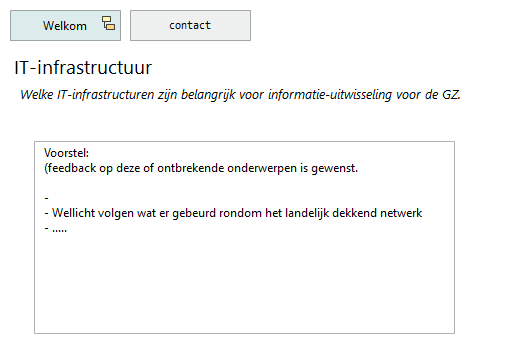 Welkom
contact
IT-infrastructuur
Welke IT-infrastructuren zijn belangrijk voor informatie-uitwisseling voor de GZ.
Voorstel:
(feedback op deze of ontbrekende onderwerpen is gewenst.
-
- Wellicht volgen wat er gebeurd rondom het landelijk dekkend netwerk
- .....